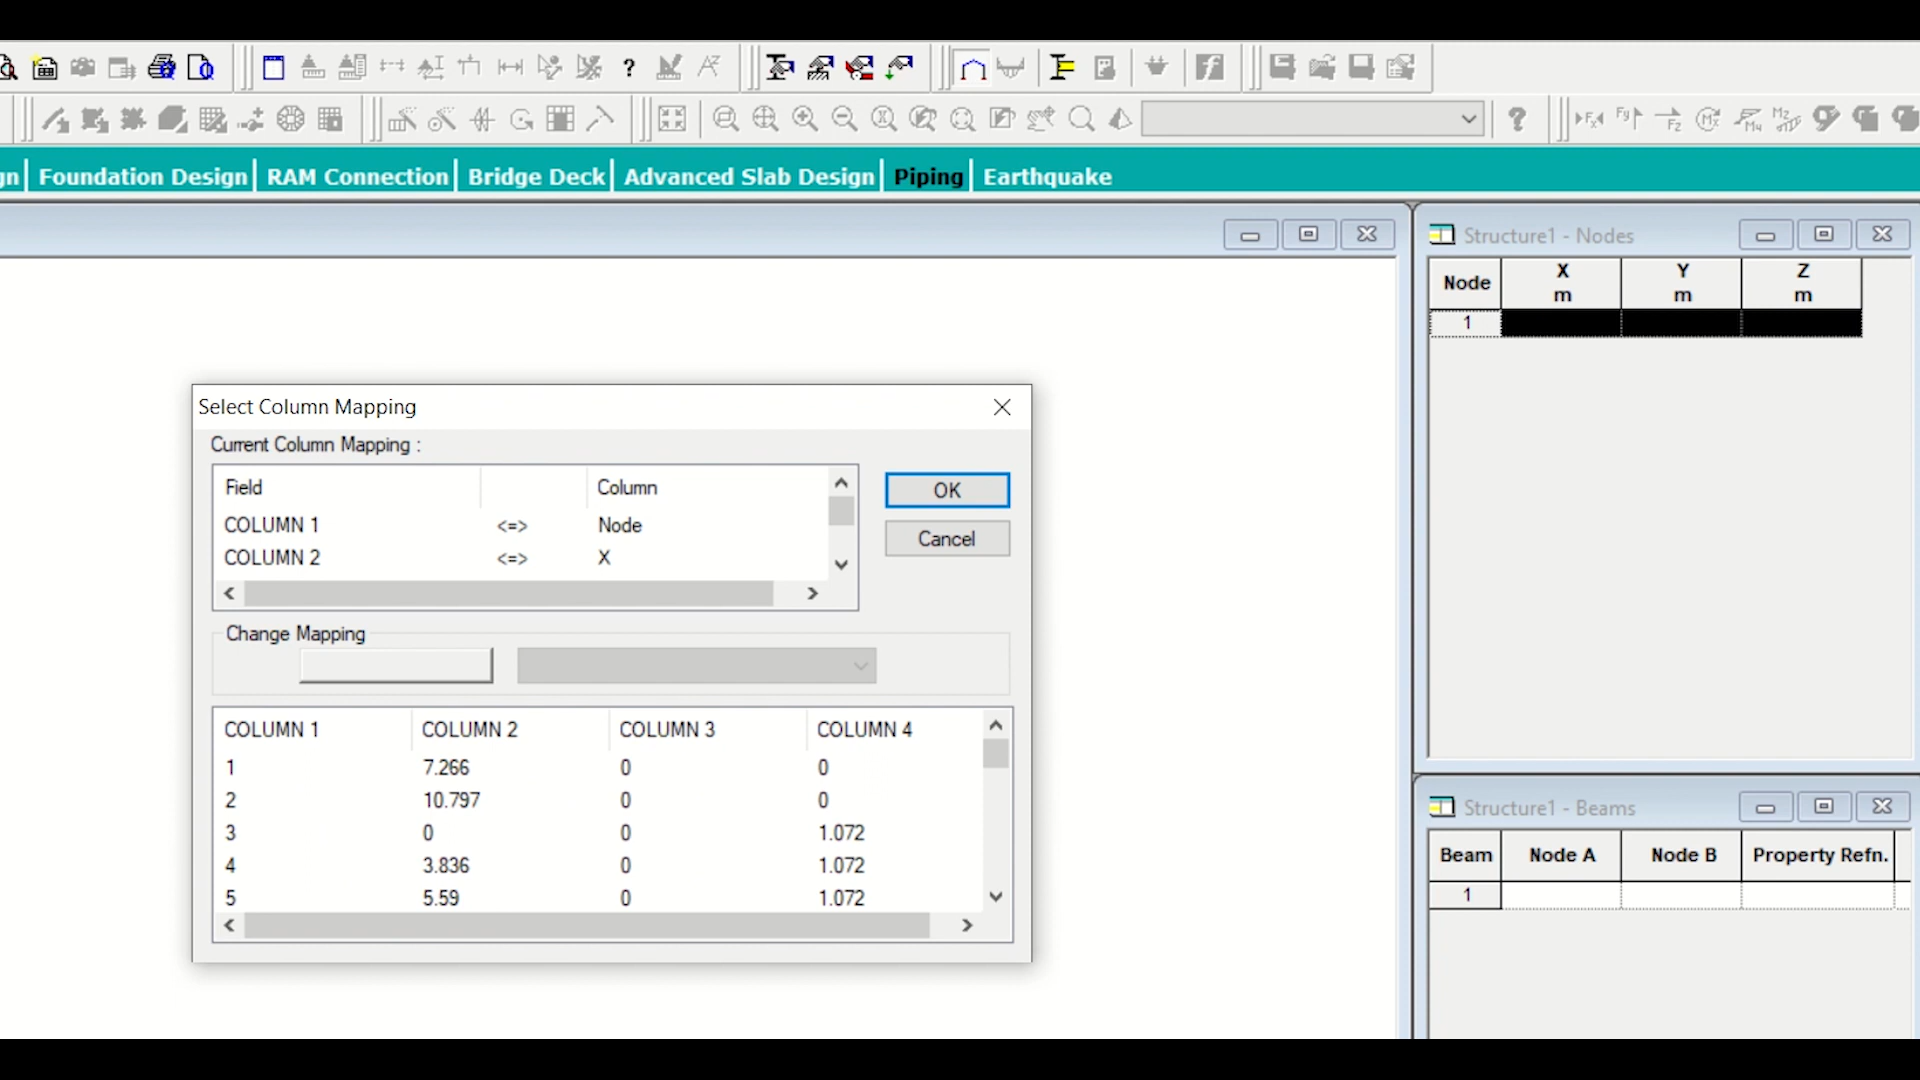 gn Foundation Design RAM Connection Bridge Deck Advanced Slab Design Piping Earthquake
Structure1 - Nodes
Node X m Y m Z m
1
Select Column Mapping
Current Column Mapping :
Field Column
COLUMN 1 <=> Node
COLUMN 2 <=> X
OK
Cancel
Change Mapping
COLUMN 1 COLUMN 2 COLUMN 3 COLUMN 4
1 7.266 0 0
2 10.797 0 0
3 0 0 1.072
4 3.836 0 1.072
5 5.59 0 1.072
Structure1 - Beams
Beam Node A Node B Property Refn.
1